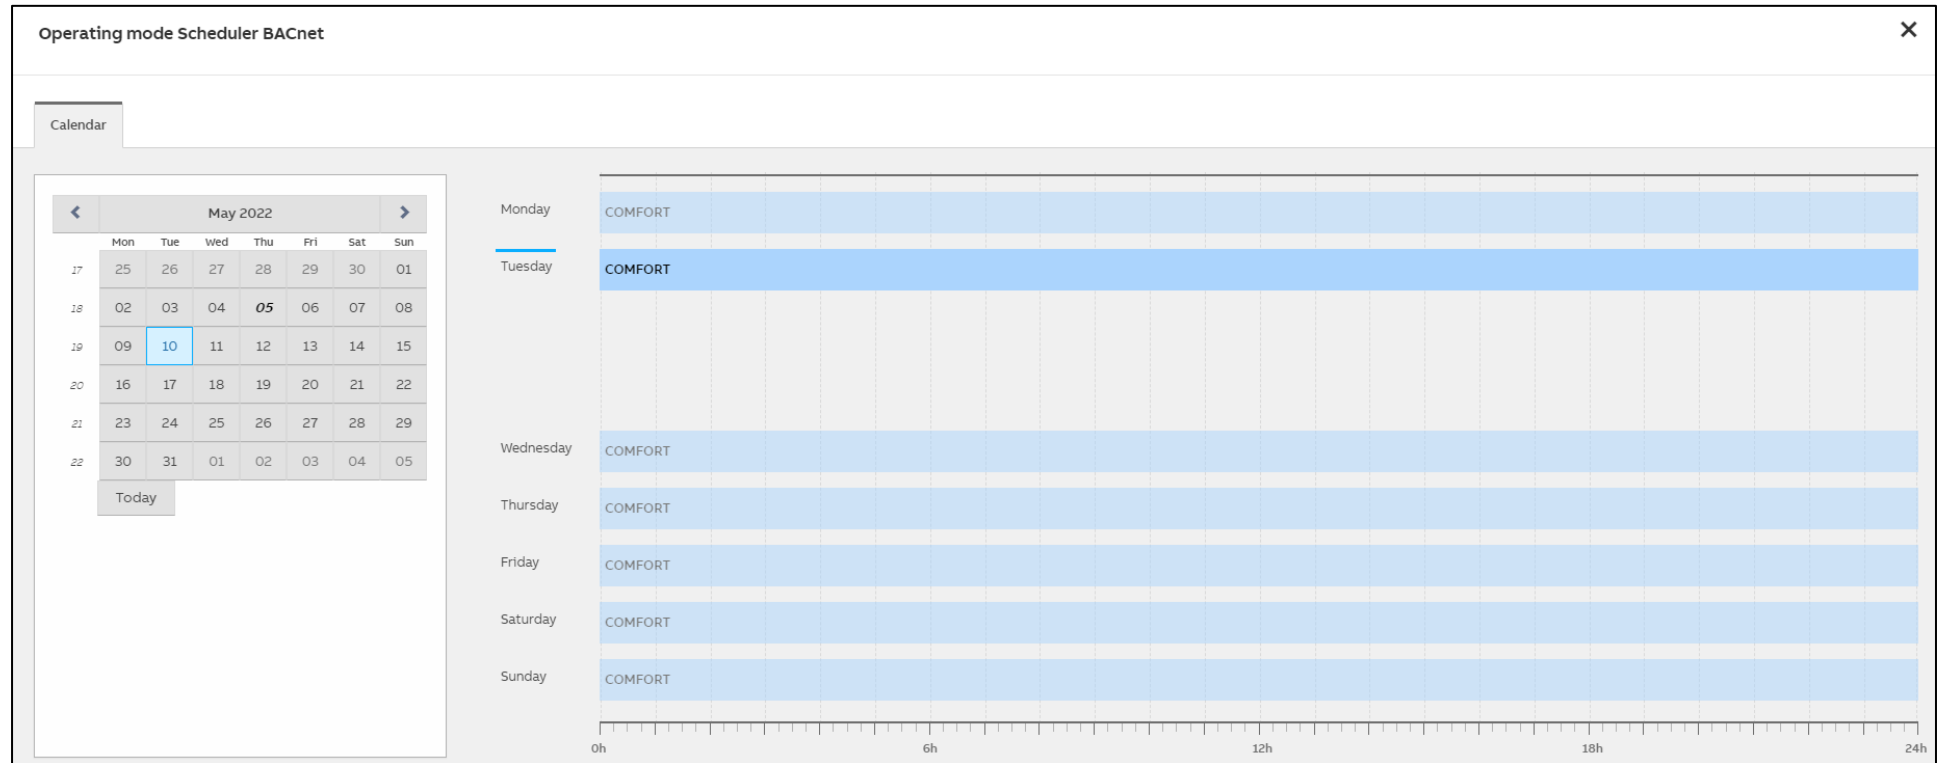 Operating mode Scheduler BACnet
Calendar
May 2022
Mon Tue Wed Thu Fri Sat Sun
17 25 26 27 28 29 30 01
18 02 03 04 05 06 07 08
19 09 10 11 12 13 14 15
20 16 17 18 19 20 21 22
21 23 24 25 26 27 28 29
22 30 31 01 02 03 04 05
Today
Monday COMFORT
Tuesday COMFORT
Wednesday COMFORT
Thursday COMFORT
Friday COMFORT
Saturday COMFORT
Sunday COMFORT
0h 6h 12h 18h 24h